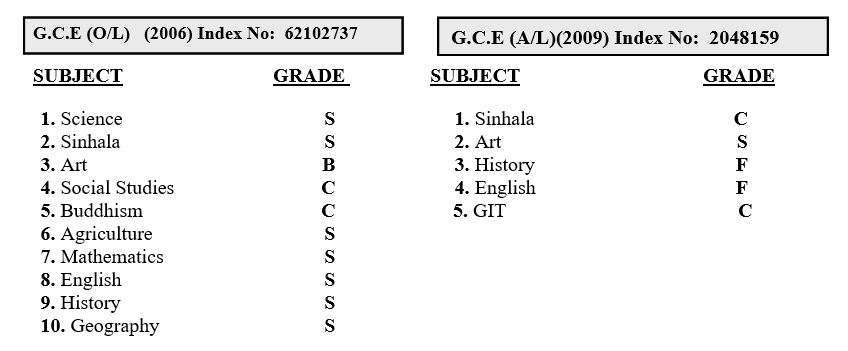 G.C.E (O/L) (2006) Index No: 62102737
SUBJECT GRADE
1. Science S
2. Sinhala S
3. Art B
4. Social Studies C
5. Buddhism C
6. Agriculture S
7. Mathematics S
8. English S
9. History S
10. Geography S
G.C.E (A/L)(2009) Index No: 2048159
SUBJECT GRADE
1. Sinhala C
2. Art S
3. History F
4. English F
5. GIT C